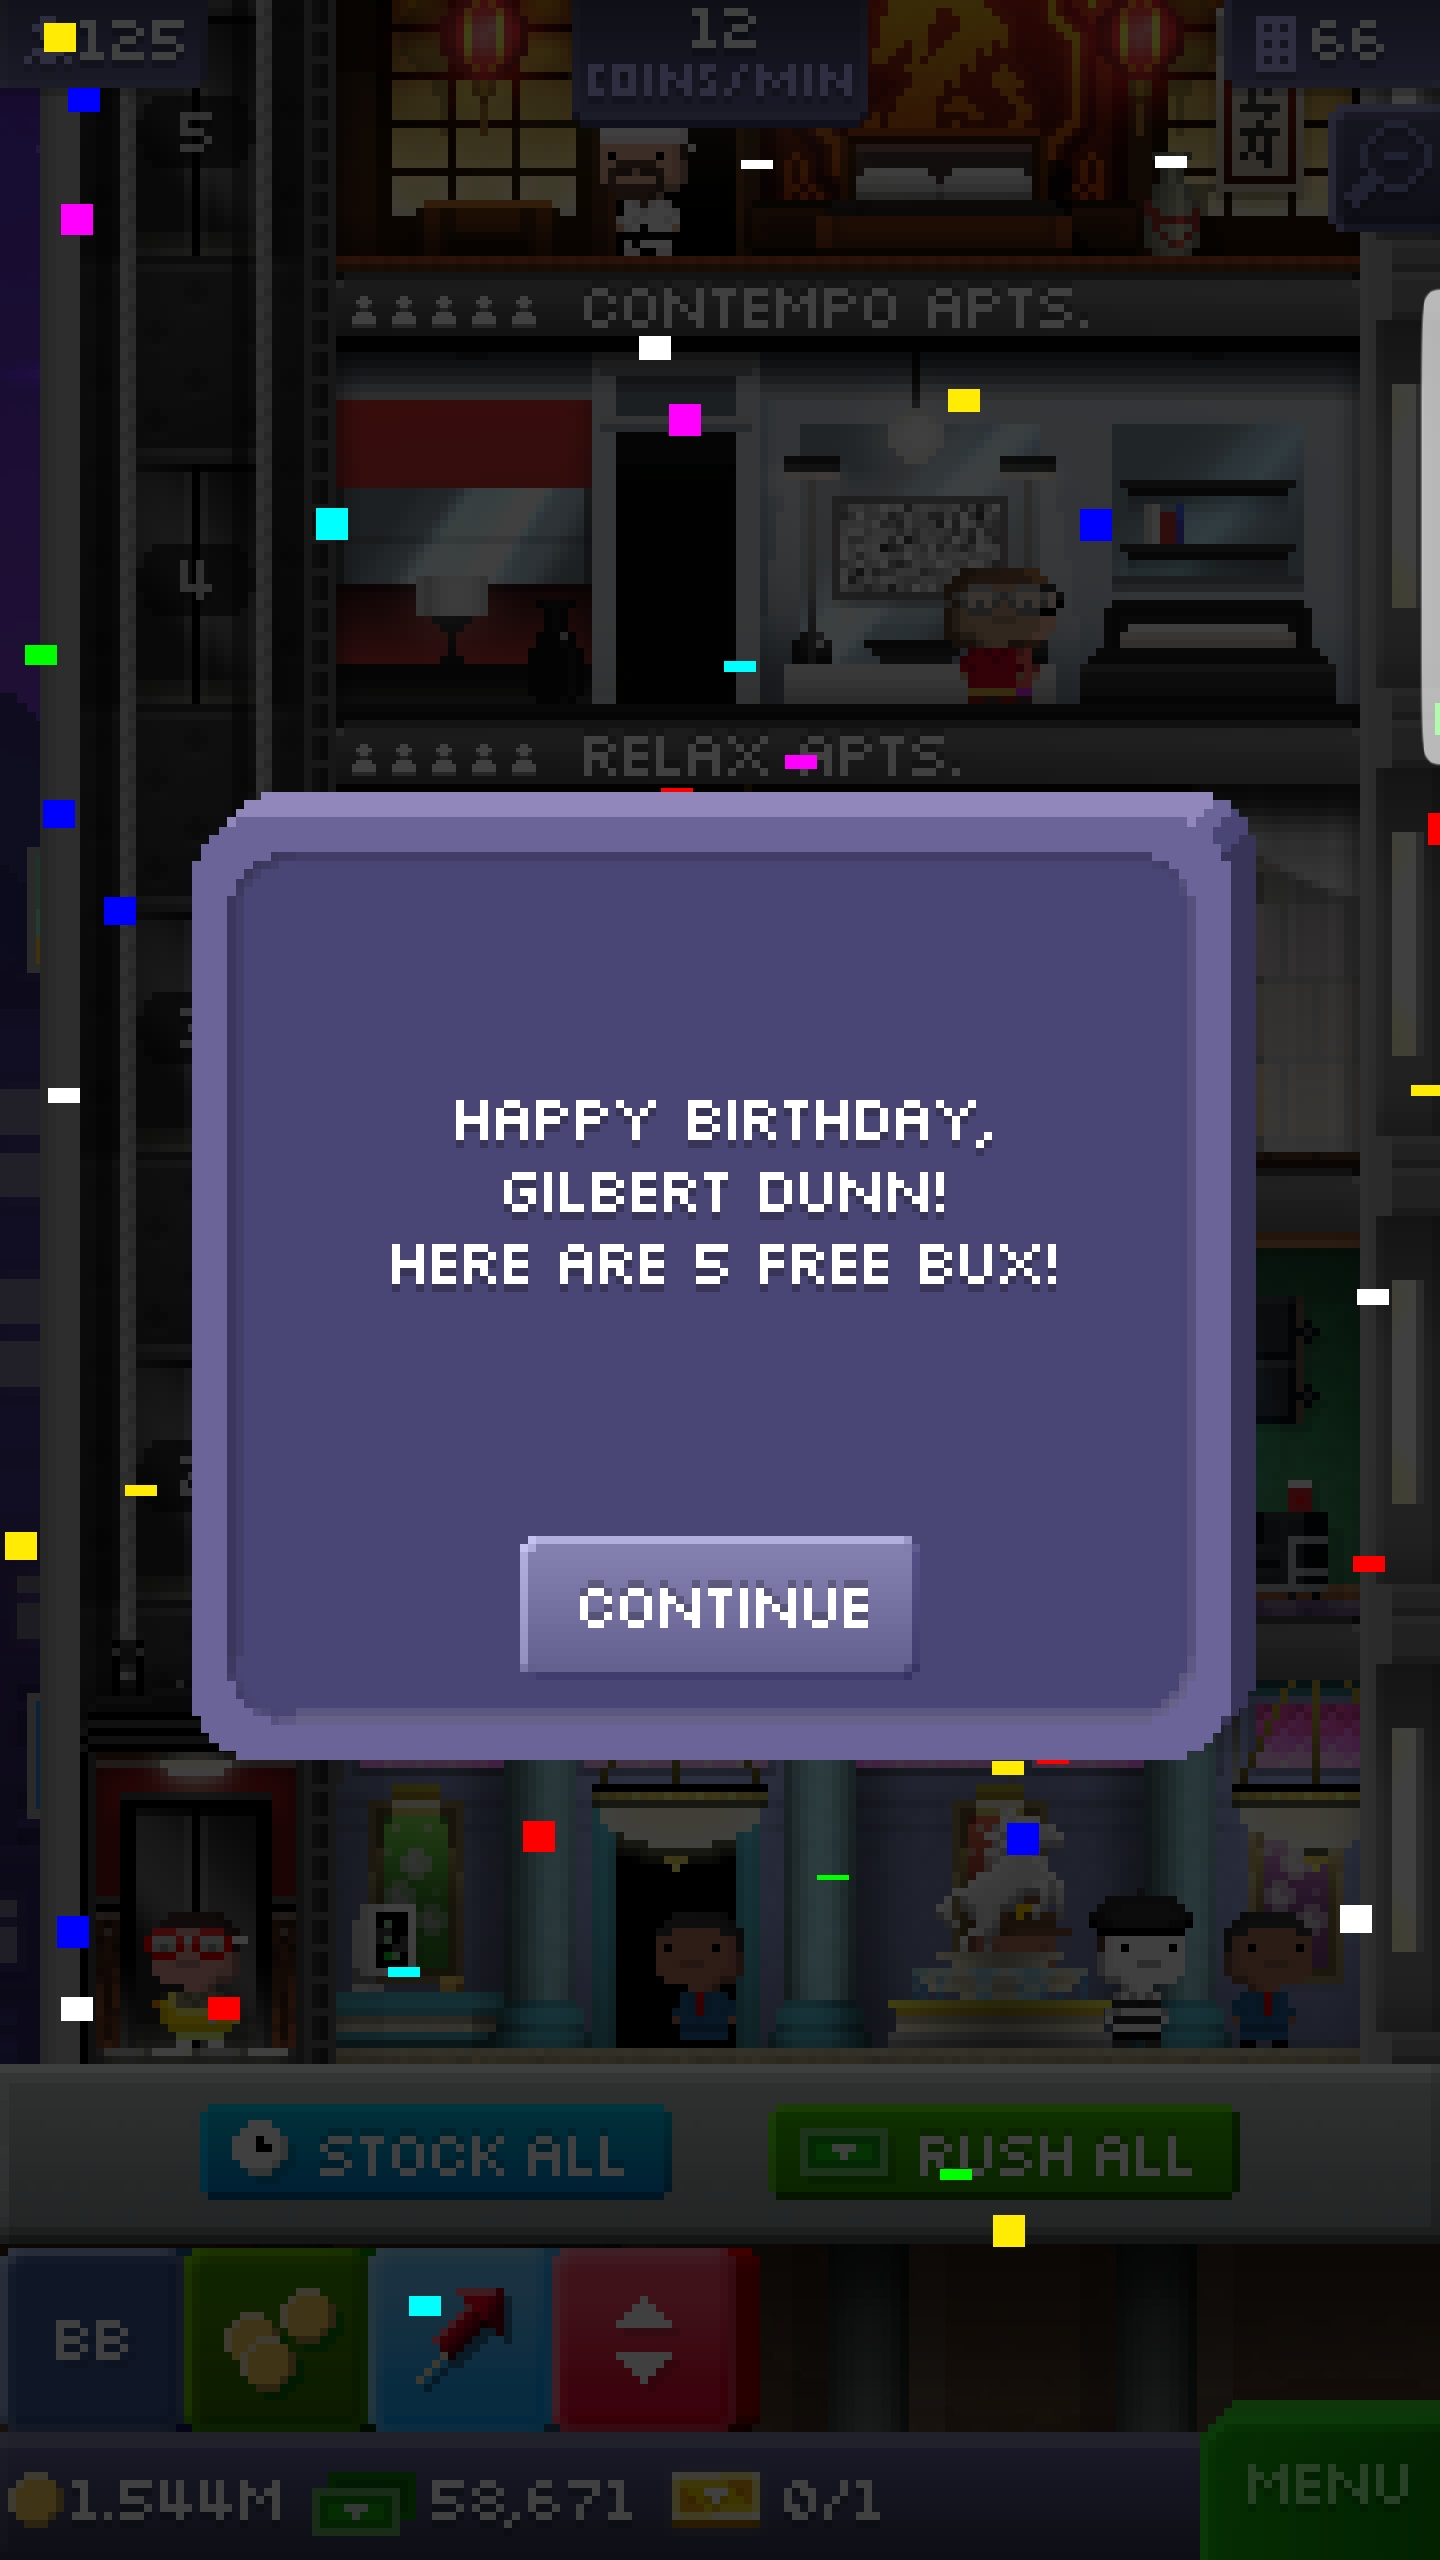 125
12
COINS/MIN
66
5
CONTEMPO APTS.
4
RELAX APTS.
HAPPY BIRTHDAY,
GILBERT DUNN!
HERE ARE 5 FREE BUX!
CONTINUE
STOCK ALL
RUSH ALL
BB
1.544M
58,671
0/1
MENU